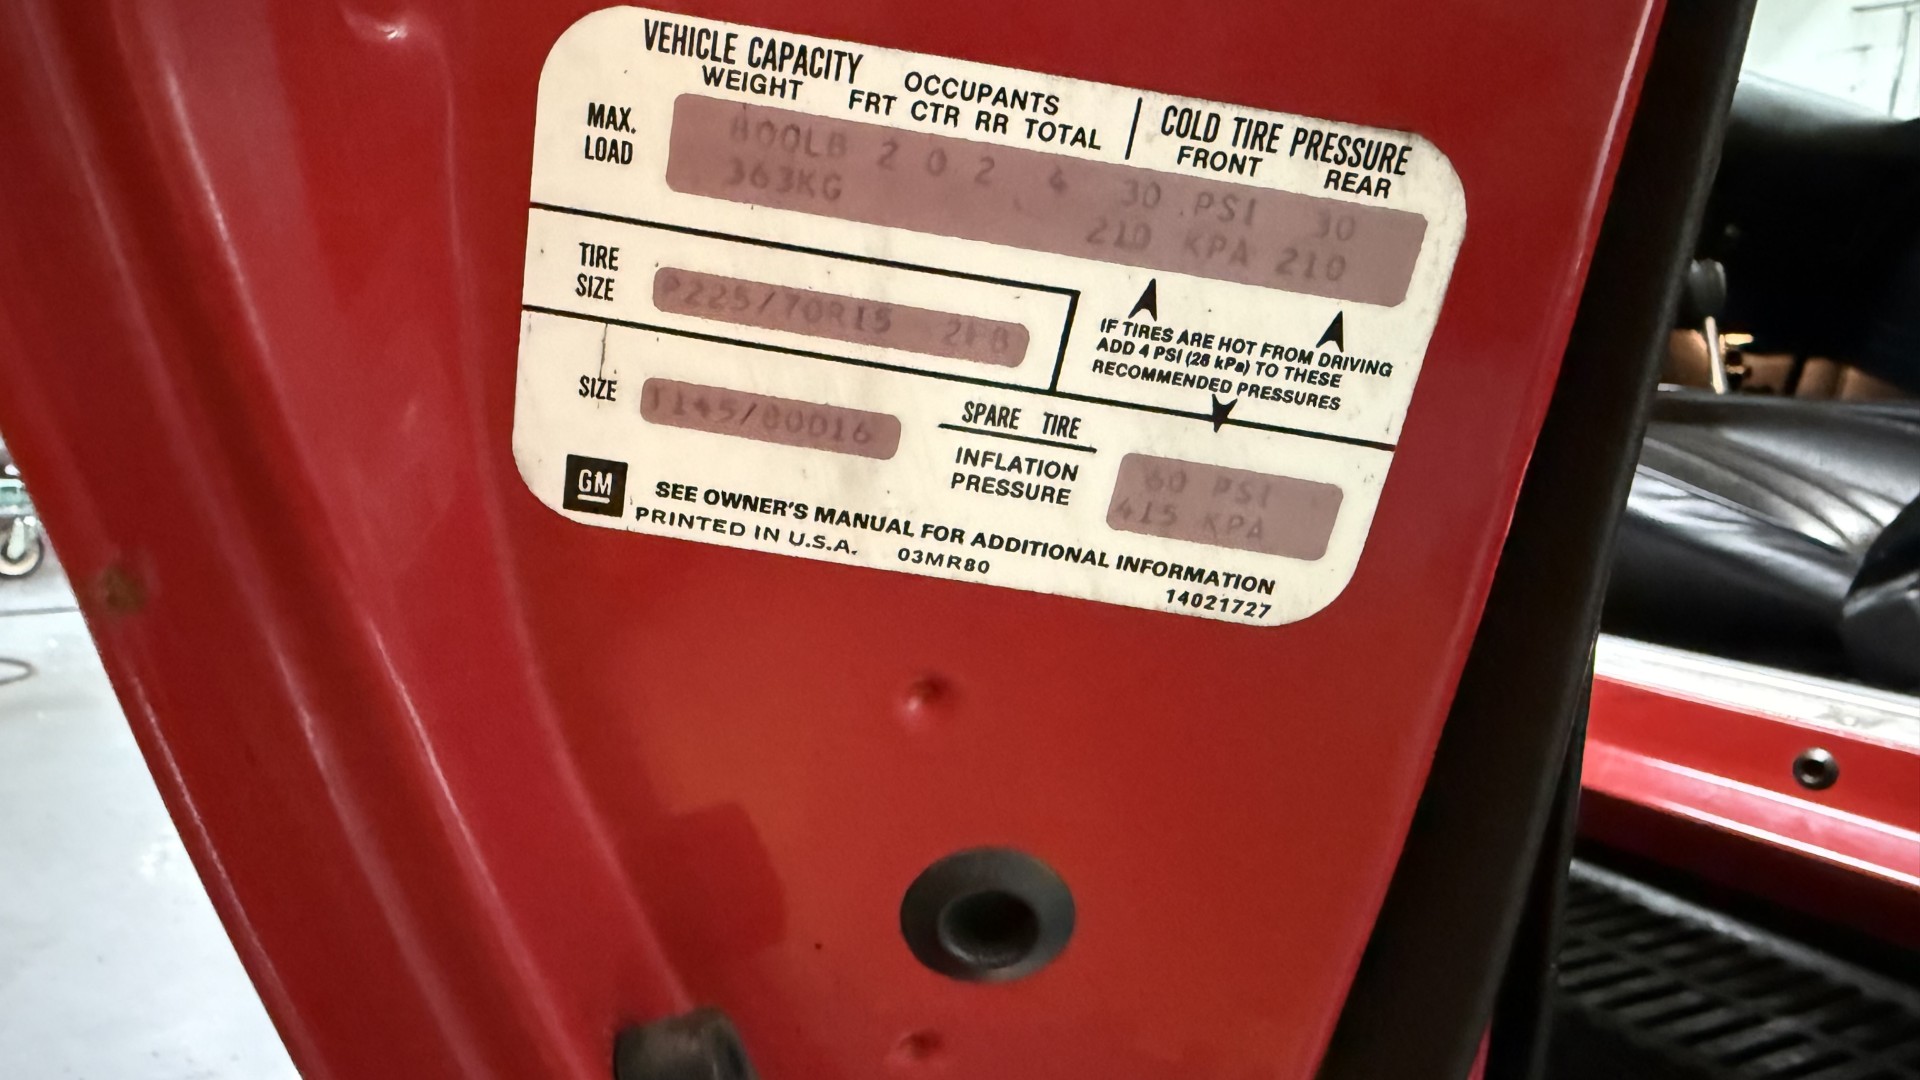 VEHICLE CAPACITY
WEIGHT
OCCUPANTS
FRT CTR RR TOTAL
COLD TIRE PRESSURE
FRONT REAR
MAX.
LOAD
800LB 2 0 2 4 30 PSI 30
363KG 210 KPA 210
TIRE
SIZE
P225/70R15
IF TIRES ARE HOT FROM DRIVING
ADD 4 PSI (28 kPa) TO THESE
RECOMMENDED PRESSURES
SIZE
T145/80D16
SPARE TIRE
INFLATION
PRESSURE
60 PSI
415 KPA
GM
SEE OWNER'S MANUAL FOR ADDITIONAL INFORMATION
PRINTED IN U.S.A. 03MR80
14021727